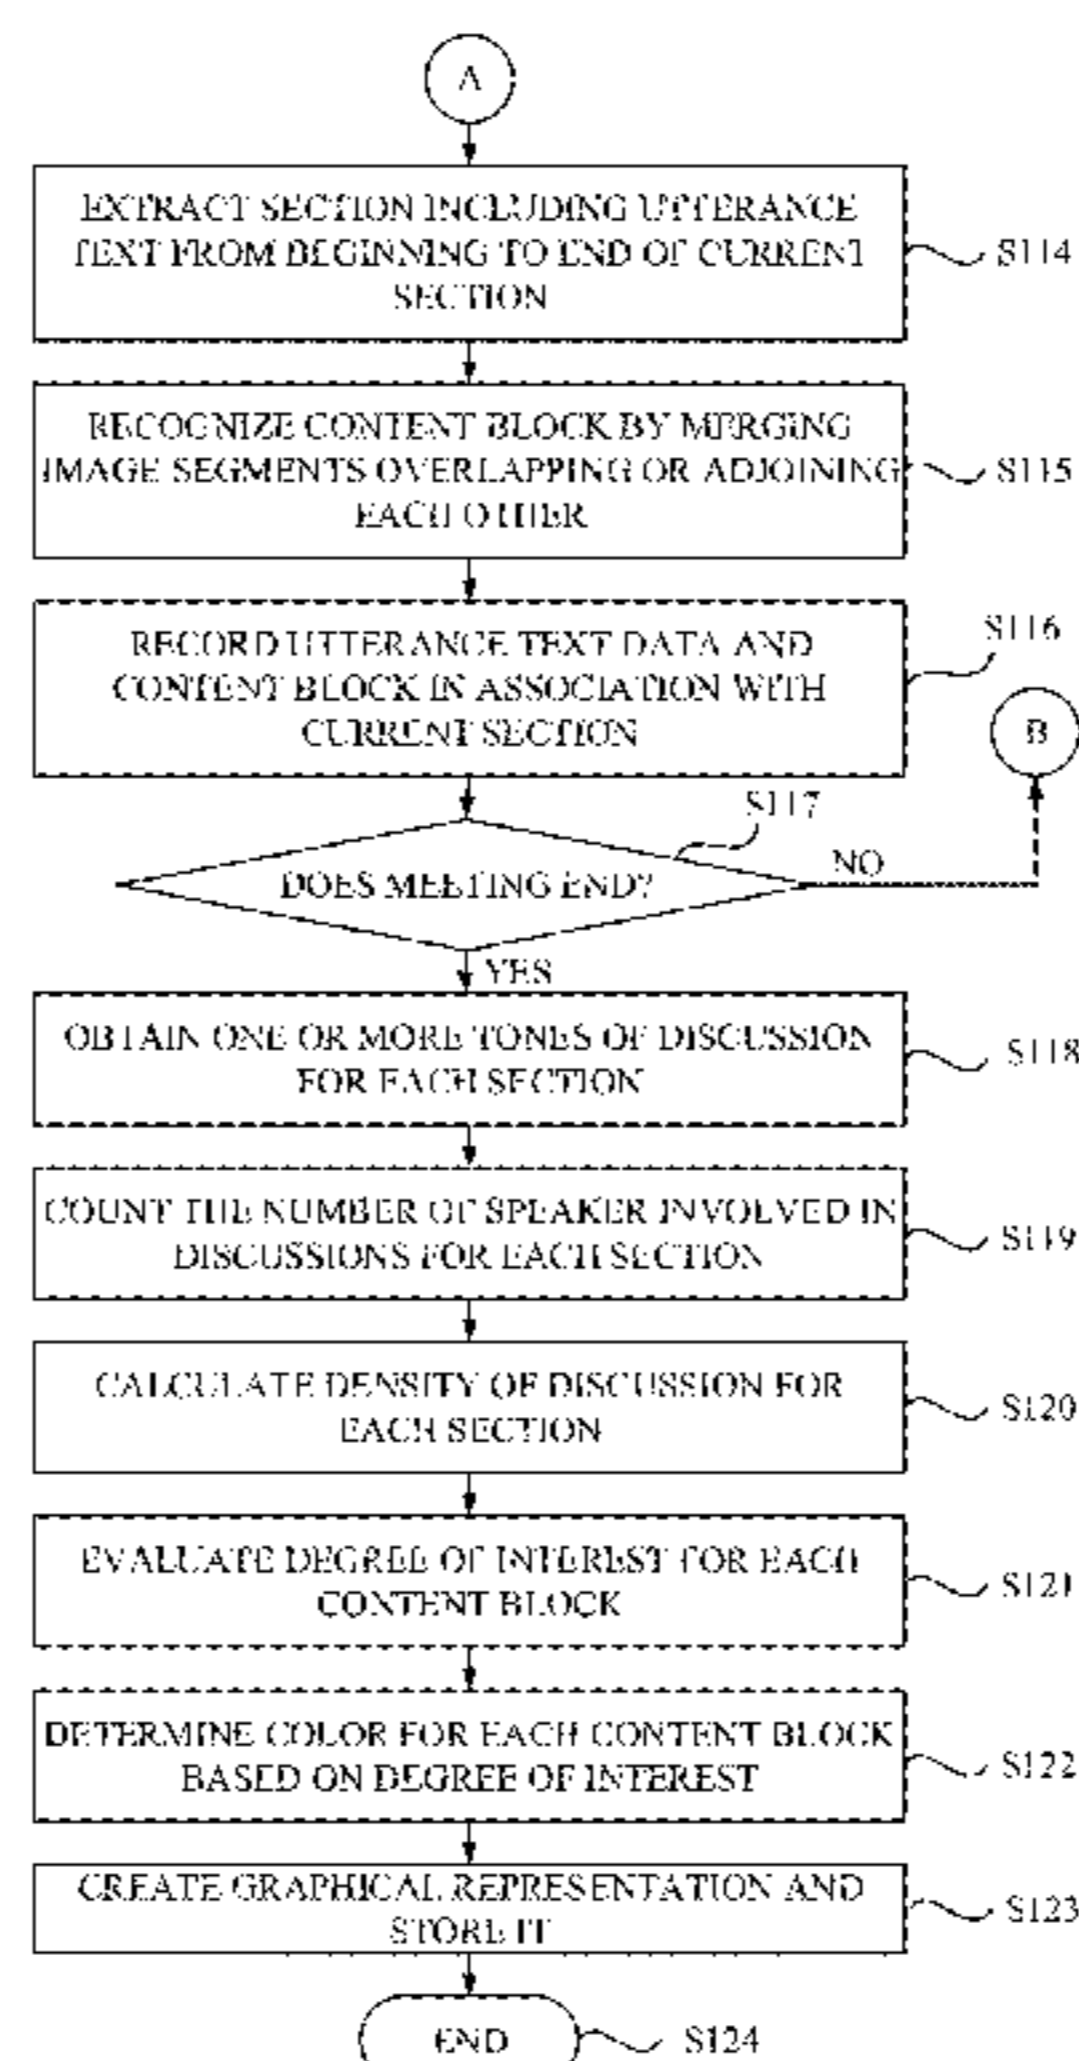 A
EXTRACT SECTION INCLUDING UTTERANCE
TEXT FROM BEGINNING TO END OF CURRENT
SECTION
S114
RECOGNIZE CONTENT BLOCK BY MERGING
IMAGE SEGMENTS OVERLAPPING OR ADJOINING
EACH OTHER
S115
RECORD UTTERANCE TEXT DATA AND
CONTENT BLOCK IN ASSOCIATION WITH
CURRENT SECTION
S116
B
S117
DOES MEETING END?
NO
YES
OBTAIN ONE OR MORE TONES OF DISCUSSION
FOR EACH SECTION
S118
COUNT THE NUMBER OF SPEAKER INVOLVED IN
DISCUSSIONS FOR EACH SECTION
S119
CALCULATE DENSITY OF DISCUSSION FOR
EACH SECTION
S120
EVALUATE DEGREE OF INTEREST FOR EACH
CONTENT BLOCK
S121
DETERMINE COLOR FOR EACH CONTENT BLOCK
BASED ON DEGREE OF INTEREST
S122
CREATE GRAPHICAL REPRESENTATION AND
STORE IT
S123
END
S124